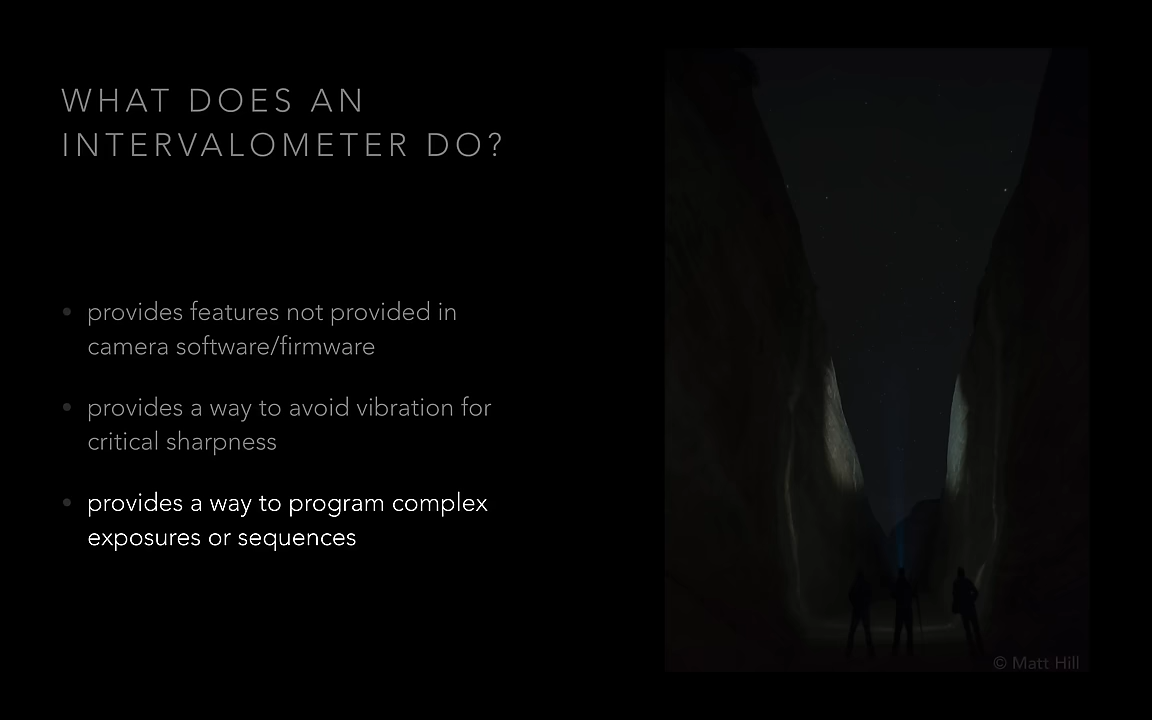 WHAT DOES AN
INTERVALOMETER DO?
• provides features not provided in
camera software/firmware
• provides a way to avoid vibration for
critical sharpness
• provides a way to program complex
exposures or sequences
© Matt Hill